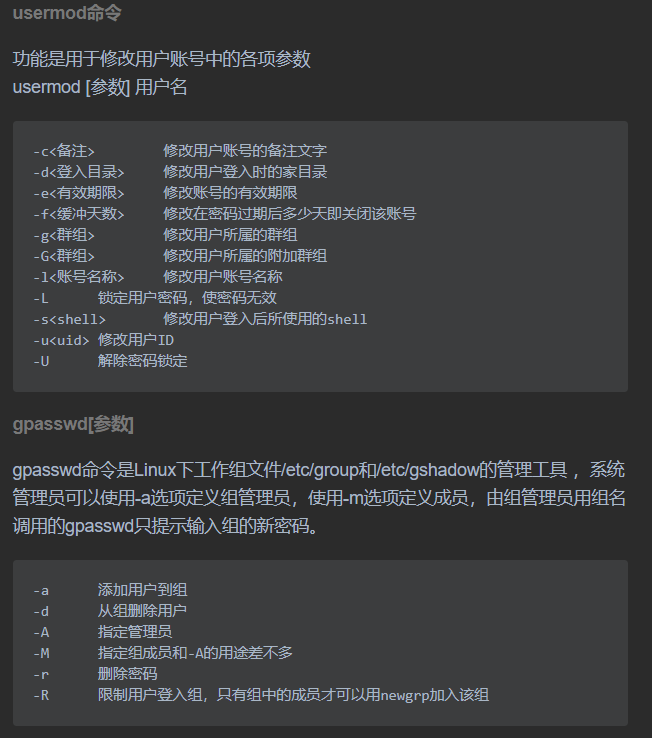 usermod命令
功能是用于修改用户账号中的各项参数
usermod [参数] 用户名
-c<备注> 修改用户账号的备注文字
-d<登入目录> 修改用户登入时的家目录
-e<有效期限> 修改账号的有效期限
-f<缓冲天数> 修改在密码过期后多少天即关闭该账号
-g<群组> 修改用户所属的群组
-G<群组> 修改用户所属的附加群组
-l<账号名称> 修改用户账号名称
-L 锁定用户密码，使密码无效
-s<shell> 修改用户登入后所使用的shell
-u<uid> 修改用户ID
-U 解除密码锁定
gpasswd[参数]
gpasswd命令是Linux下工作组文件/etc/group和/etc/gshadow的管理工具 ，系统
管理员可以使用-a选项定义组管理员，使用-m选项定义成员，由组管理员用组名
调用的gpasswd只提示输入组的新密码。
-a 添加用户到组
-d 从组删除用户
-A 指定管理员
-M 指定组成员和-A的用途差不多
-r 删除密码
-R 限制用户登入组，只有组中的成员才可以用newgrp加入该组